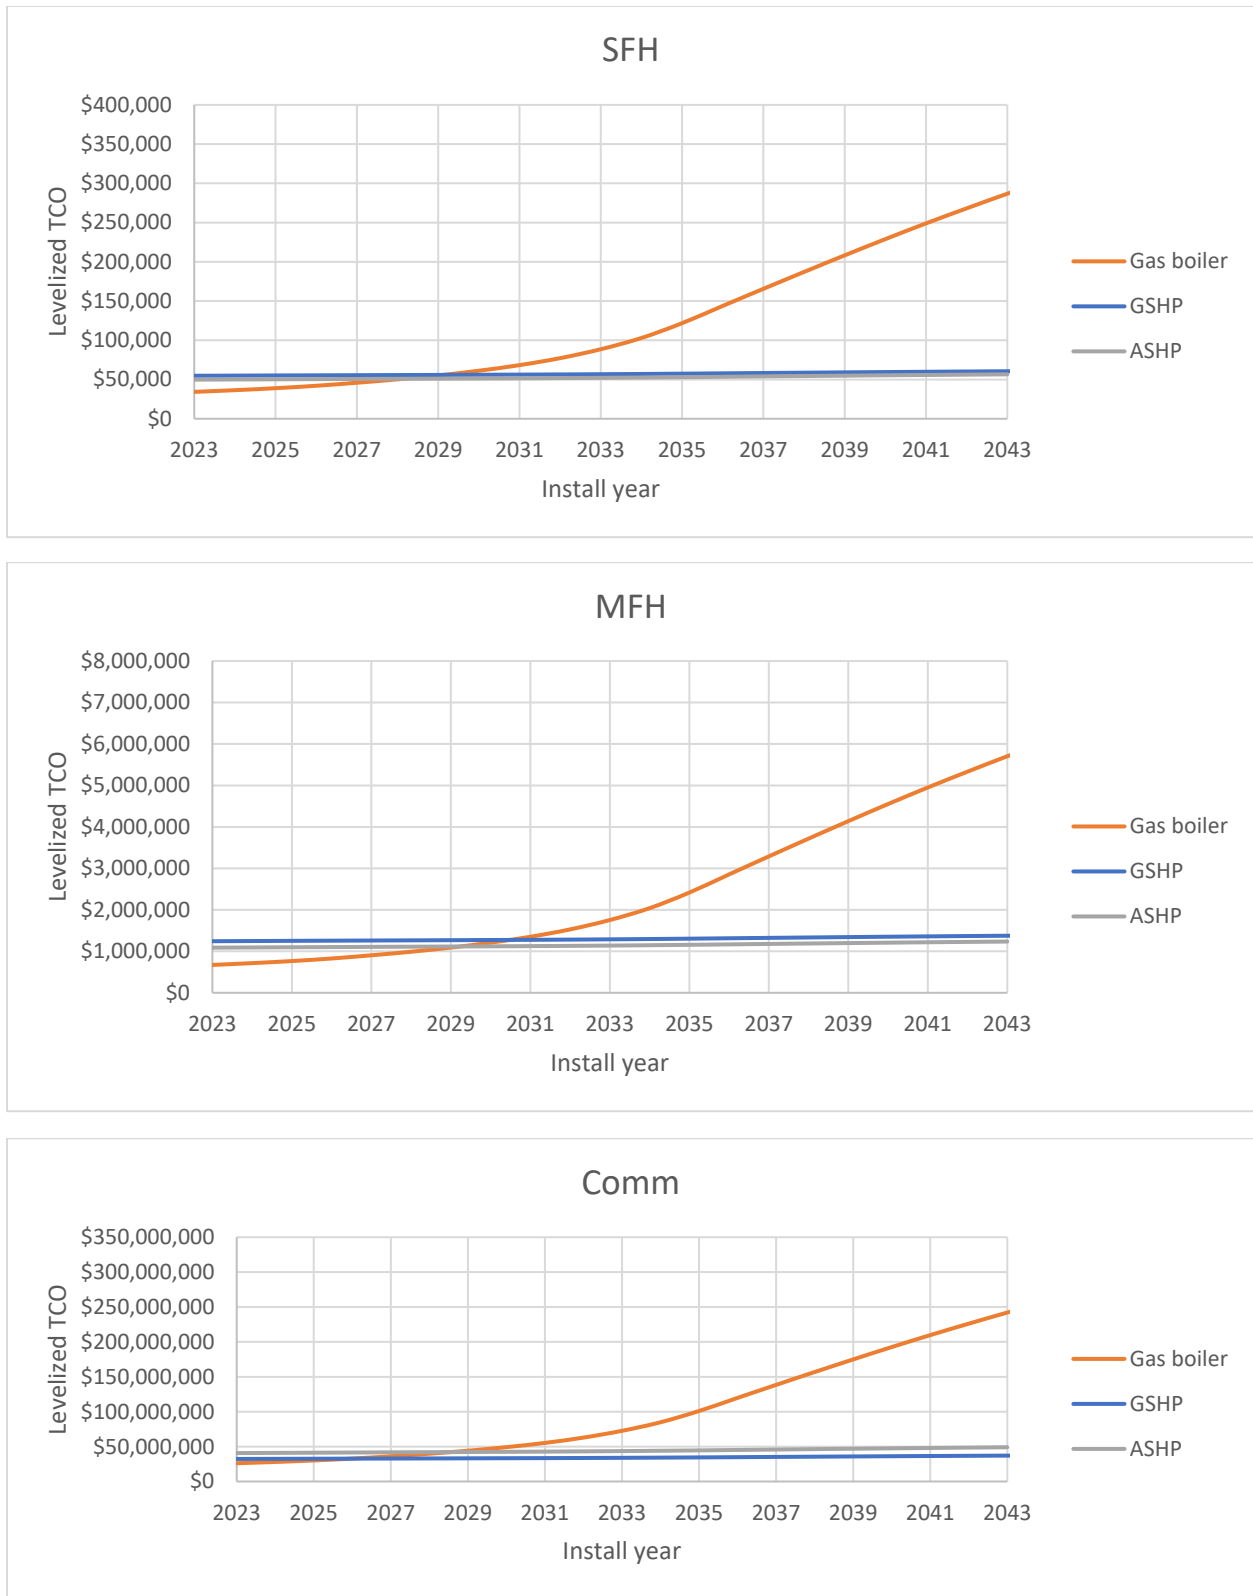 SFH
$400,000
$350,000
$300,000
$250,000
$200,000
$150,000
$100,000
$50,000
$0
Levelized TCO
2023 2025 2027 2029 2031 2033 2035 2037 2039 2041 2043
Install year
Gas boiler
GSHP
ASHP
MFH
$8,000,000
$7,000,000
$6,000,000
$5,000,000
$4,000,000
$3,000,000
$2,000,000
$1,000,000
$0
Levelized TCO
2023 2025 2027 2029 2031 2033 2035 2037 2039 2041 2043
Install year
Gas boiler
GSHP
ASHP
Comm
$350,000,000
$300,000,000
$250,000,000
$200,000,000
$150,000,000
$100,000,000
$50,000,000
$0
Levelized TCO
2023 2025 2027 2029 2031 2033 2035 2037 2039 2041 2043
Install year
Gas boiler
GSHP
ASHP